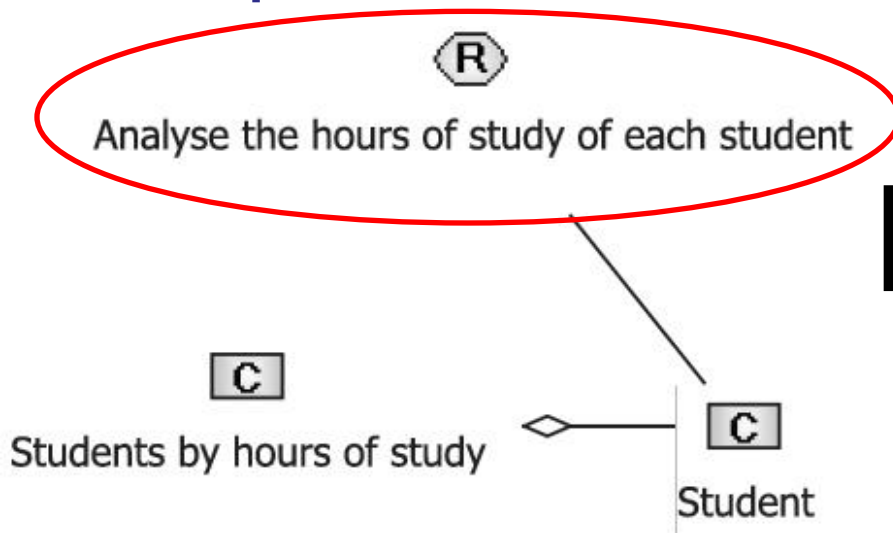 R
Analyse the hours of study of each student
C
Students by hours of study
C
Student